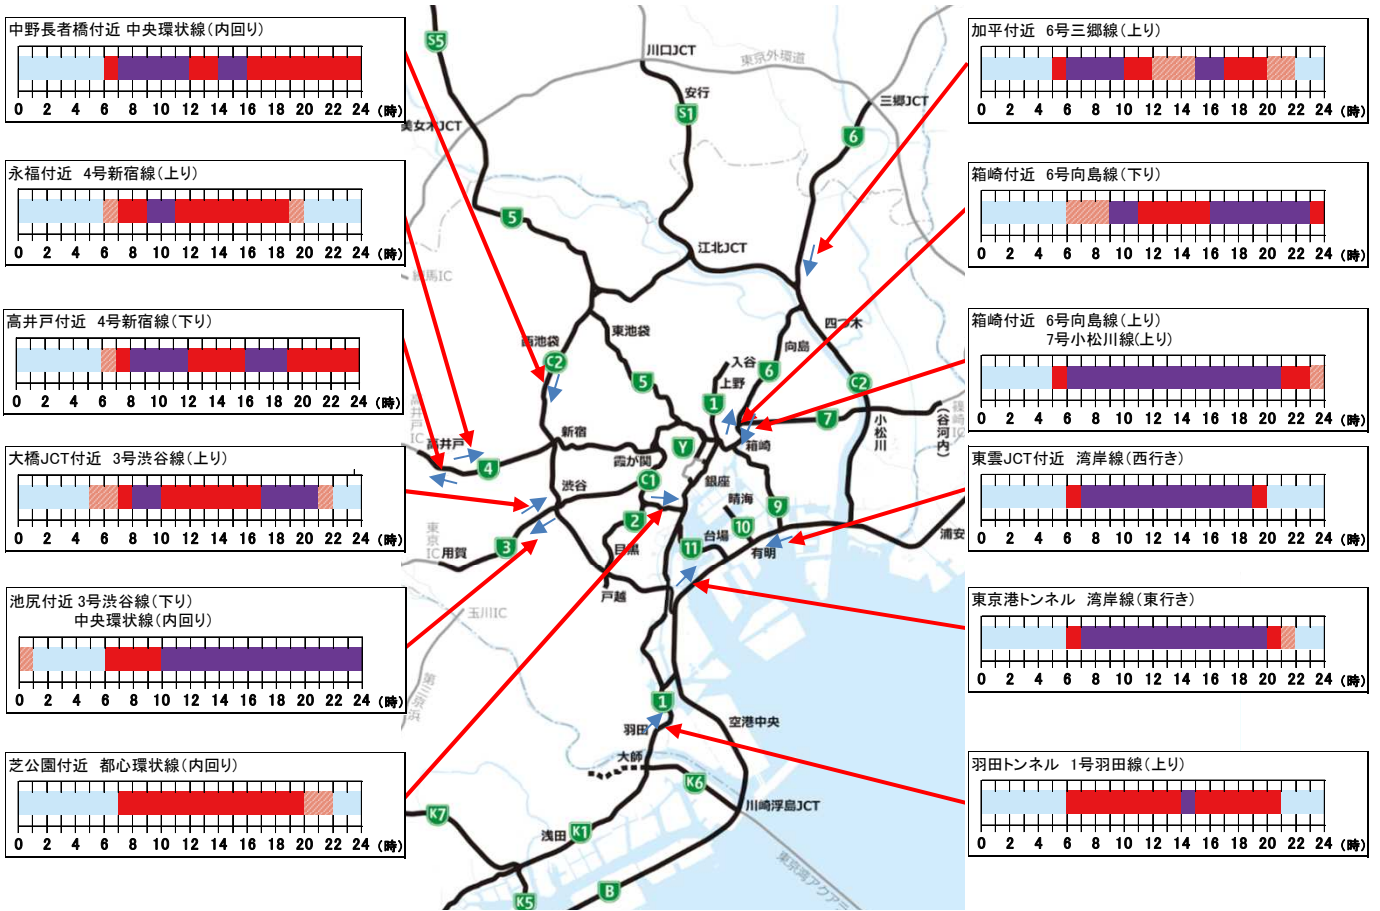 中野長者橋付近 中央環状線(内回り)
0 2 4 6 8 10 12 14 16 18 20 22 24 (時)
永福付近 4号新宿線(上り)
0 2 4 6 8 10 12 14 16 18 20 22 24 (時)
高井戸付近 4号新宿線(下り)
0 2 4 6 8 10 12 14 16 18 20 22 24 (時)
大橋JCT付近 3号渋谷線(上り)
0 2 4 6 8 10 12 14 16 18 20 22 24 (時)
池尻付近 3号渋谷線(下り)
中央環状線(内回り)
0 2 4 6 8 10 12 14 16 18 20 22 24 (時)
芝公園付近 都心環状線(内回り)
0 2 4 6 8 10 12 14 16 18 20 22 24 (時)
S5
川口JCT
東京外環道
安行
S1
三郷JCT
美女木JCT
6
5
江北JCT
練馬IC
四つ木
東池袋
向島
西池袋
入谷
C2
上野
6
5
C2
1
高井戸IC
7
小松川
(谷河内)
篠崎IC
新宿
Y
箱崎
高井戸
霞が関
4
C1
銀座
渋谷
晴海
9
2
10
東京IC
用賀
3
目黒
11
台場
有明
浦安
戸越
玉川IC
第三京浜
1
羽田
空港中央
大師
K6
川崎浮島JCT
K7
浅田
K1
東京湾アクアラ
B
K5
加平付近 6号三郷線(上り)
0 2 4 6 8 10 12 14 16 18 20 22 24 (時)
箱崎付近 6号向島線(下り)
0 2 4 6 8 10 12 14 16 18 20 22 24 (時)
箱崎付近 6号向島線(上り)
7号小松川線(上り)
0 2 4 6 8 10 12 14 16 18 20 22 24 (時)
東雲JCT付近 湾岸線(西行き)
0 2 4 6 8 10 12 14 16 18 20 22 24 (時)
東京港トンネル 湾岸線(東行き)
0 2 4 6 8 10 12 14 16 18 20 22 24 (時)
羽田トンネル 1号羽田線(上り)
0 2 4 6 8 10 12 14 16 18 20 22 24 (時)